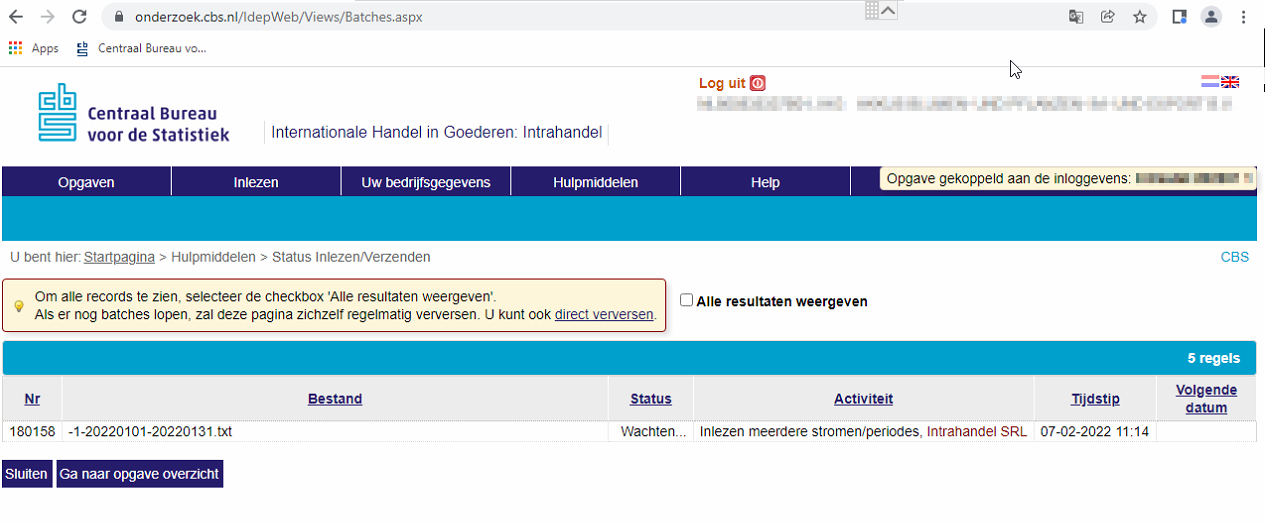 onderzoek.cbs.nl/IdepWeb/Views/Batches.aspx
Apps Centraal Bureau vo...
Log uit
cbs
Centraal Bureau
voor de Statistiek
Internationale Handel in Goederen: Intrahandel
Opgaven Inlezen Uw bedrijfsgegevens Hulpmiddelen Help
Opgave gekoppeld aan de inloggevens:
U bent hier: Startpagina > Hulpmiddelen > Status Inlezen/Verzenden CBS
Om alle records te zien, selecteer de checkbox 'Alle resultaten weergeven'.
Als er nog batches lopen, zal deze pagina zichzelf regelmatig verversen. U kunt ook direct verversen.
Alle resultaten weergeven
5 regels
Nr Bestand Status Activiteit Tijdstip Volgende datum
180158 -1-20220101-20220131.txt Wachten... Inlezen meerdere stromen/periodes, Intrahandel SRL 07-02-2022 11:14
Sluiten Ga naar opgave overzicht